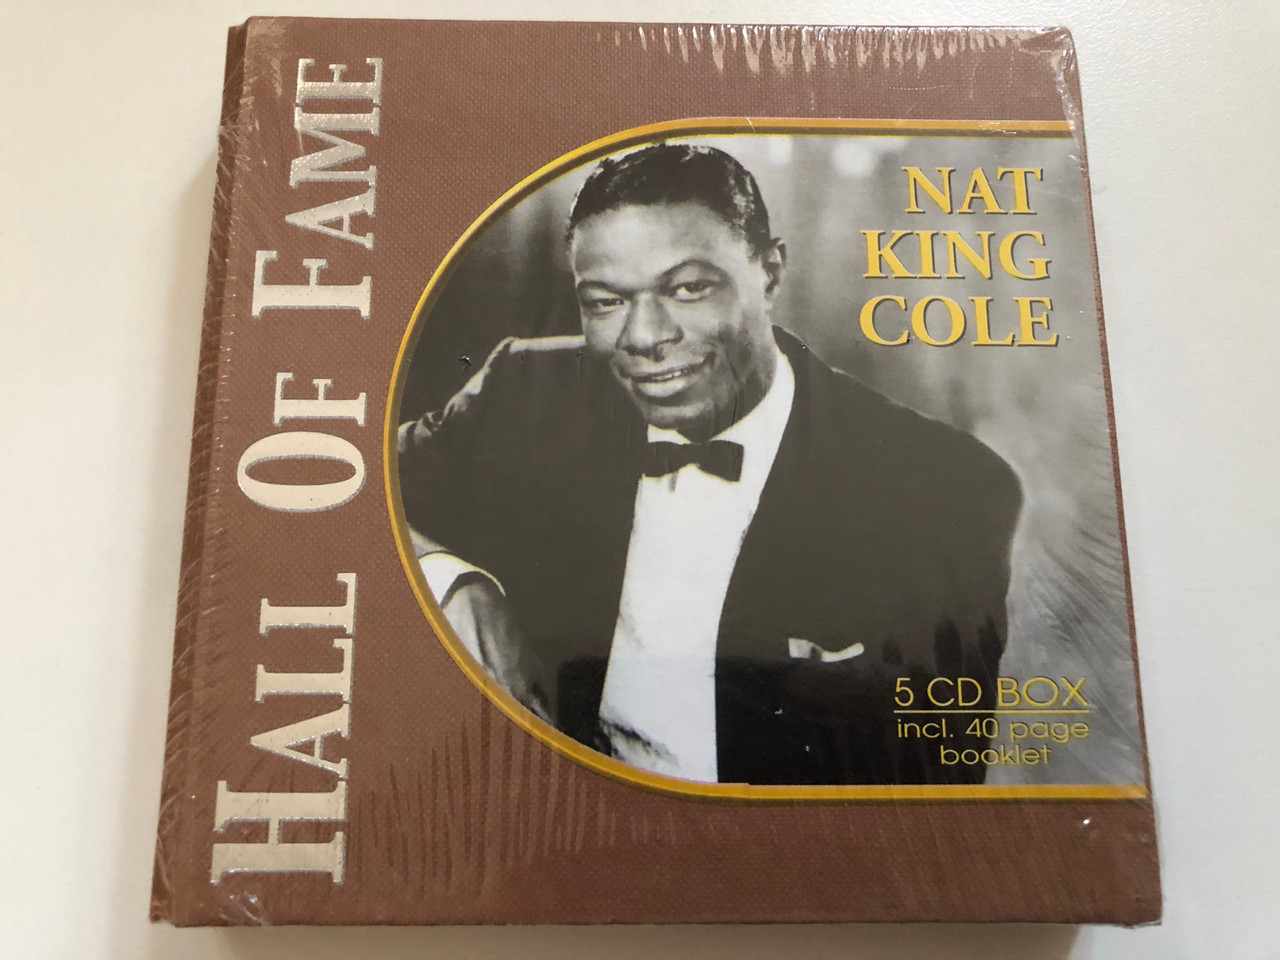 HALL OF FAME
NAT
KING
COLE
5 CD BOX
incl. 40 page
booklet